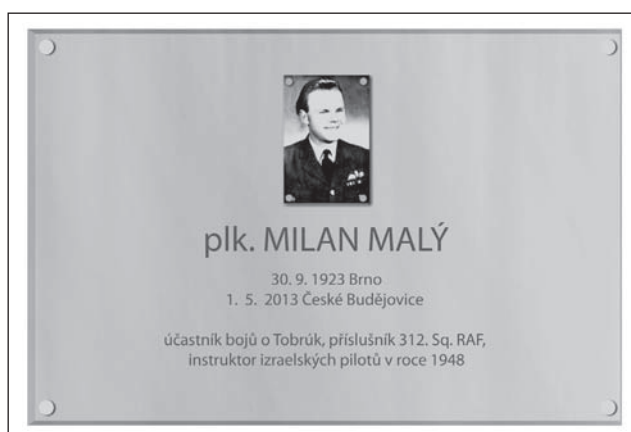 plk. MILAN MALÝ
30. 9. 1923 Brno
1. 5. 2013 České Budějovice
účastník bojů o Tobrúk, příslušník 312. Sq. RAF,
instruktor izraelských pilotů v roce 1948